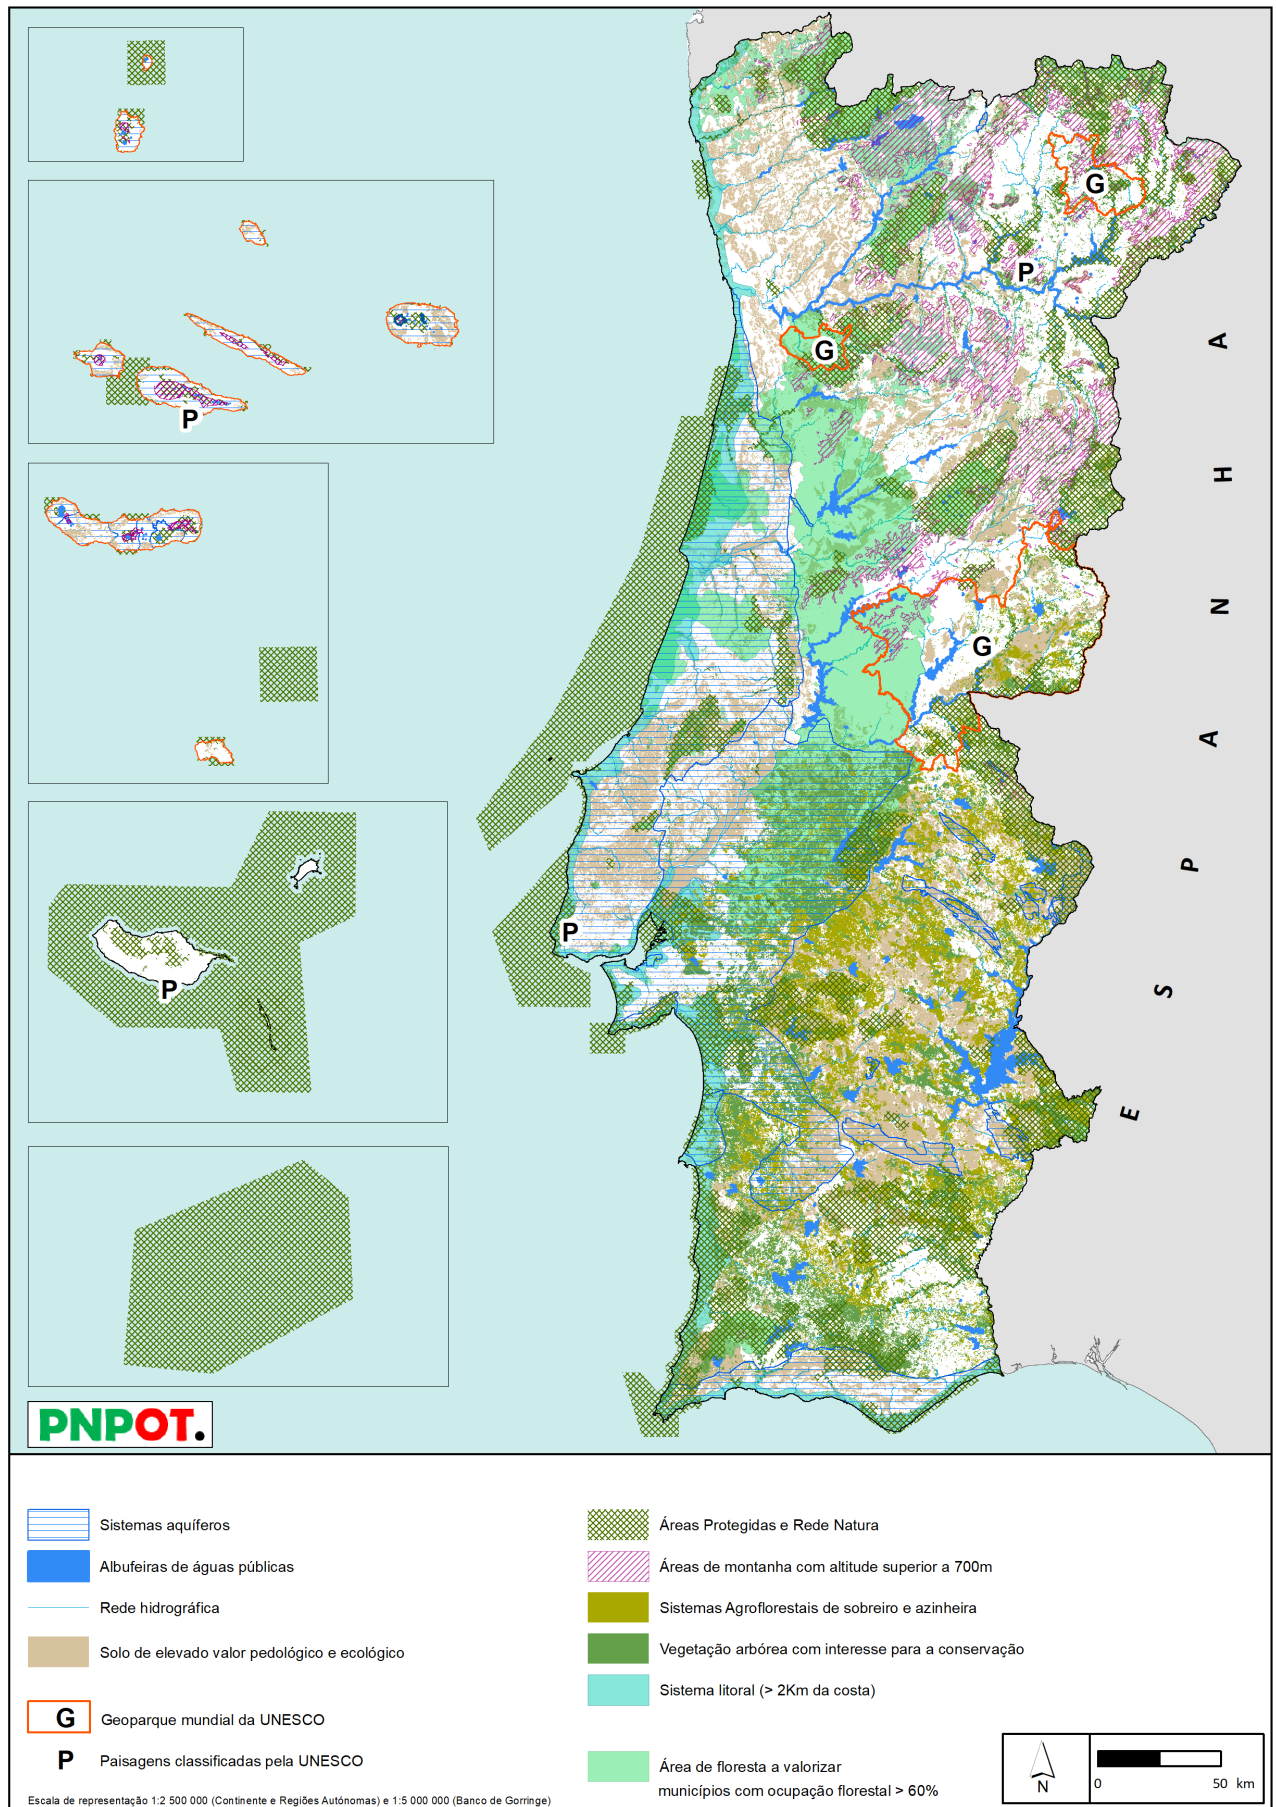 G
P
G
A
H
N
A
P
S
E
G
P
P
P
PNPOT.
Sistemas aquíferos
Albufeiras de águas públicas
Rede hidrográfica
Solo de elevado valor pedológico e ecológico
G Geoparque mundial da UNESCO
P Paisagens classificadas pela UNESCO
Escala de representação 1:2 500 000 (Continente e Regiões Autónomas) e 1:5 000 000 (Banco de Gorringe)
Áreas Protegidas e Rede Natura
Áreas de montanha com altitude superior a 700m
Sistemas Agroflorestais de sobreiro e azinheira
Vegetação arbórea com interesse para a conservação
Sistema litoral (> 2Km da costa)
Área de floresta a valorizar
municípios com ocupação florestal > 60%
N
0 50 km